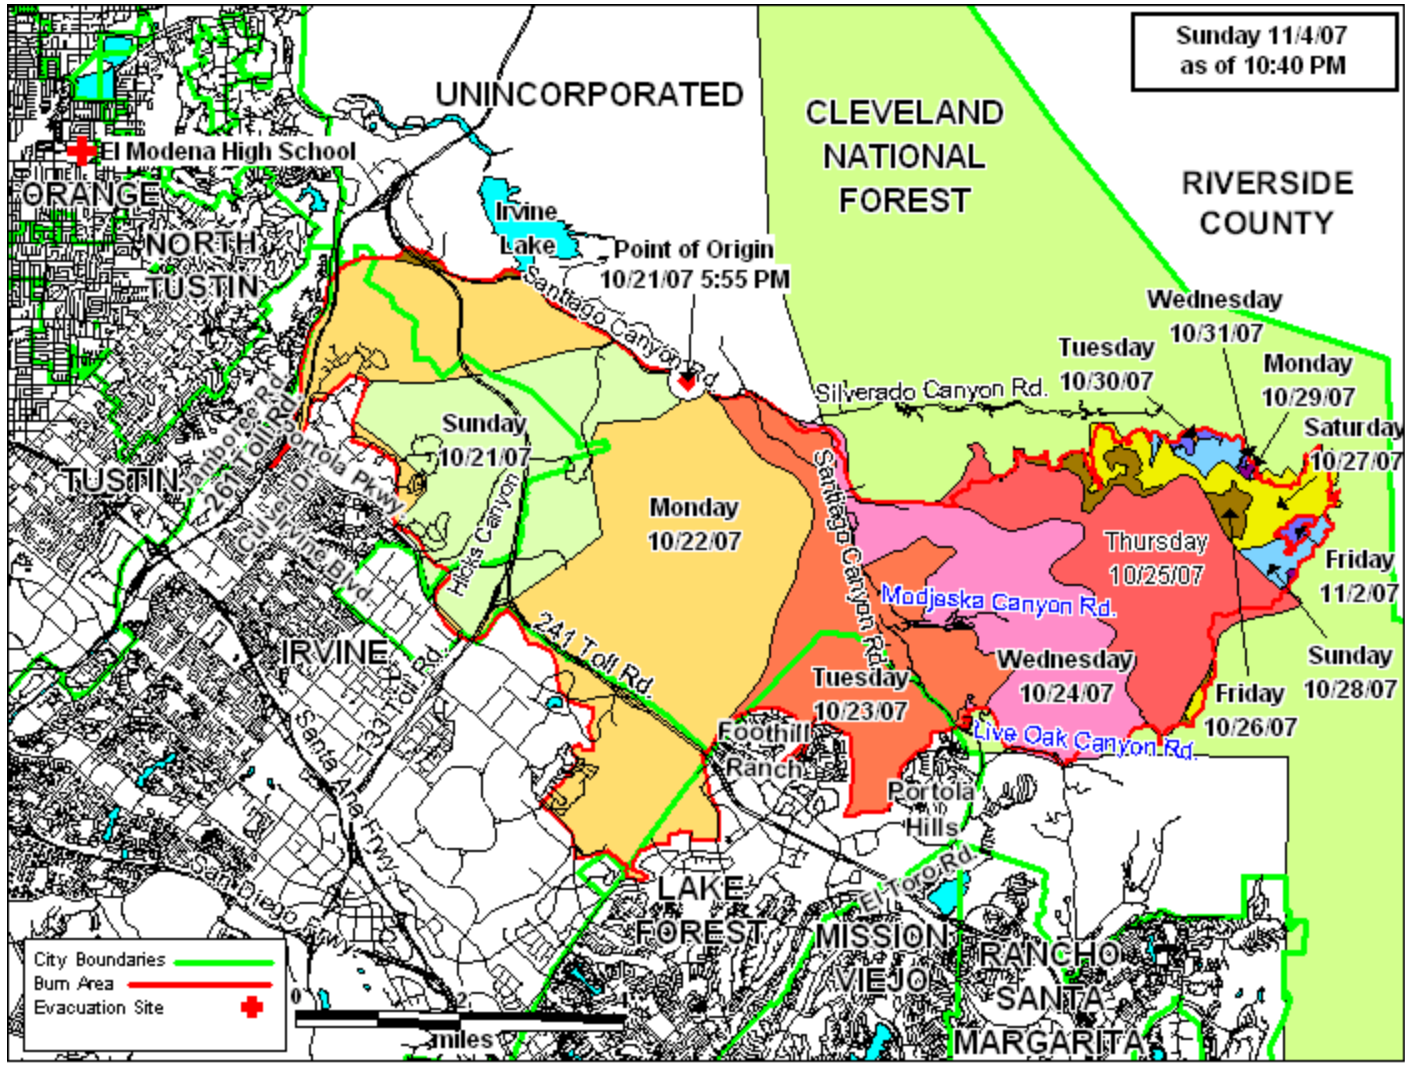 Sunday 11/4/07
as of 10:40 PM
UNINCORPORATED
CLEVELAND
NATIONAL
FOREST
RIVERSIDE
COUNTY
El Modena High School
ORANGE
NORTH
TUSTIN
Irvine
Lake
Point of Origin
10/21/07 5:55 PM
Santiago Canyon Rd.
Silverado Canyon Rd.
Wednesday
10/31/07
Tuesday
10/30/07
Monday
10/29/07
Saturday
10/27/07
Sunday
10/21/07
Jamboree Rd.
261 Toll Rd.
Portola Pkwy.
Culver Dr.
Irvine Blvd.
TUSTIN
Hicks Canyon
Monday
10/22/07
Santiago Canyon Rd.
Thursday
10/25/07
Friday
11/2/07
Modjeska Canyon Rd.
IRVINE
133 Toll Rd.
241 Toll Rd.
Tuesday
10/23/07
Wednesday
10/24/07
Friday
10/26/07
Sunday
10/28/07
Live Oak Canyon Rd.
Foothill
Ranch
Portola
Hills
Santa Ana Frwy.
San Diego Frwy.
El Toro Rd.
LAKE
FOREST
MISSION
VIEJO
RANCHO
SANTA
MARGARITA
City Boundaries
Burn Area
Evacuation Site
0 2 4
miles